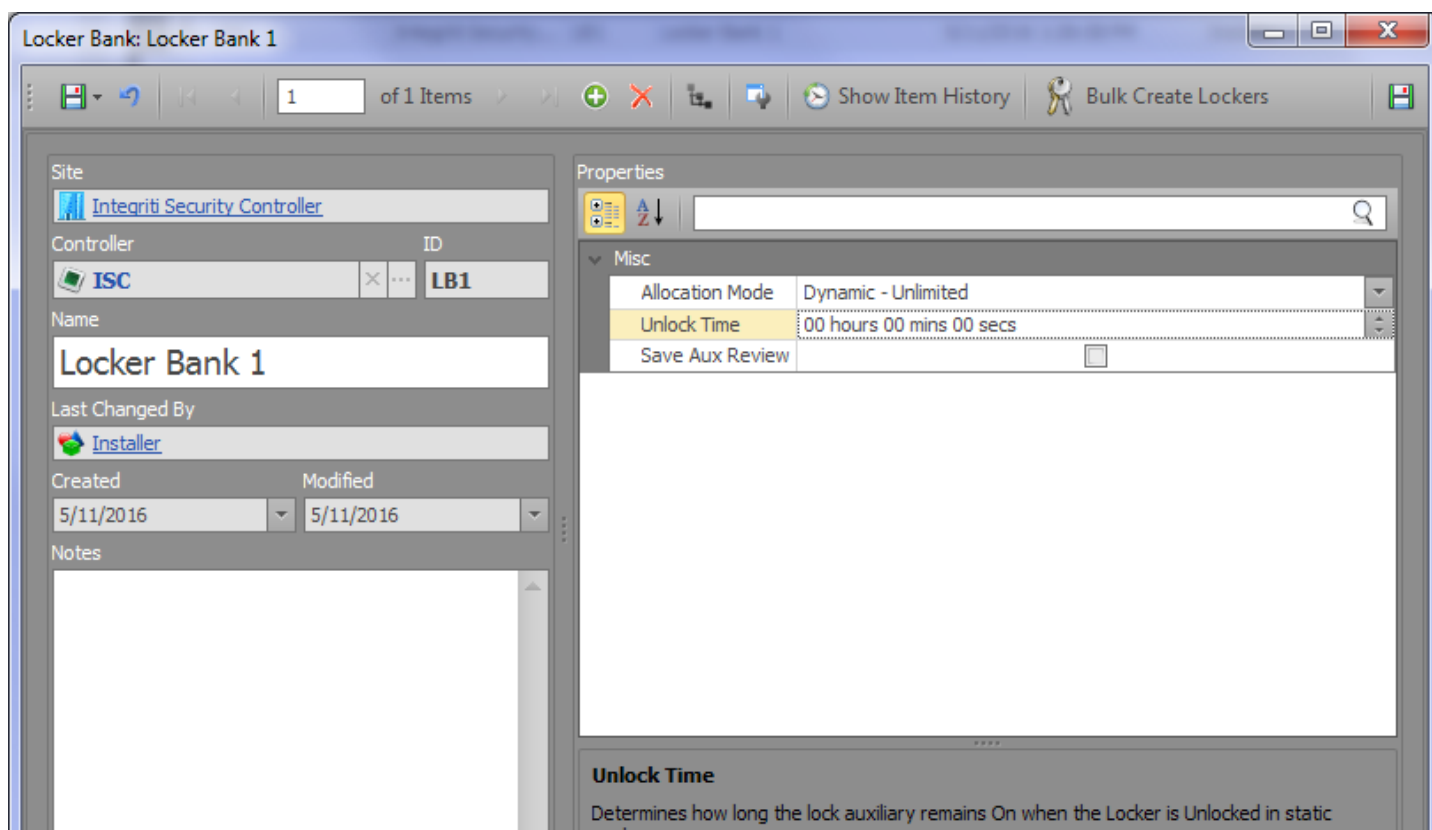 Locker Bank: Locker Bank 1
1 of 1 Items Show Item History Bulk Create Lockers
Site
Integriti Security Controller
Controller ID
ISC LB1
Name
Locker Bank 1
Last Changed By
Installer
Created Modified
5/11/2016 5/11/2016
Notes
Properties
Misc
Allocation Mode Dynamic - Unlimited
Unlock Time 00 hours 00 mins 00 secs
Save Aux Review
Unlock Time
Determines how long the lock auxiliary remains On when the Locker is Unlocked in static